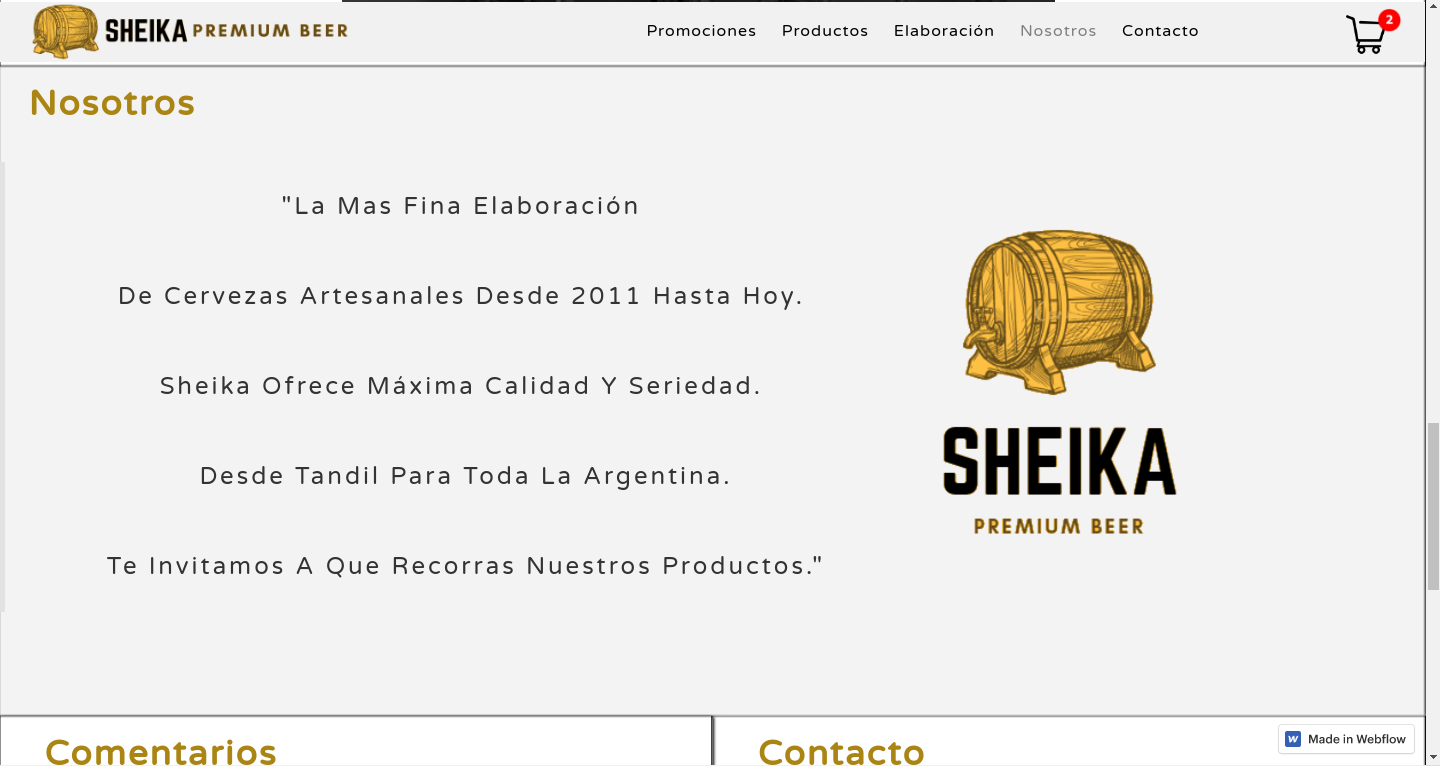 SHEIKA PREMIUM BEER
Promociones Productos Elaboración Nosotros Contacto
2
Nosotros
"La Mas Fina Elaboración
De Cervezas Artesanales Desde 2011 Hasta Hoy.
Sheika Ofrece Máxima Calidad Y Seriedad.
Desde Tandil Para Toda La Argentina.
Te Invitamos A Que Recorras Nuestros Productos."
SHEIKA
PREMIUM BEER
Comentarios
Contacto
Made in Webflow